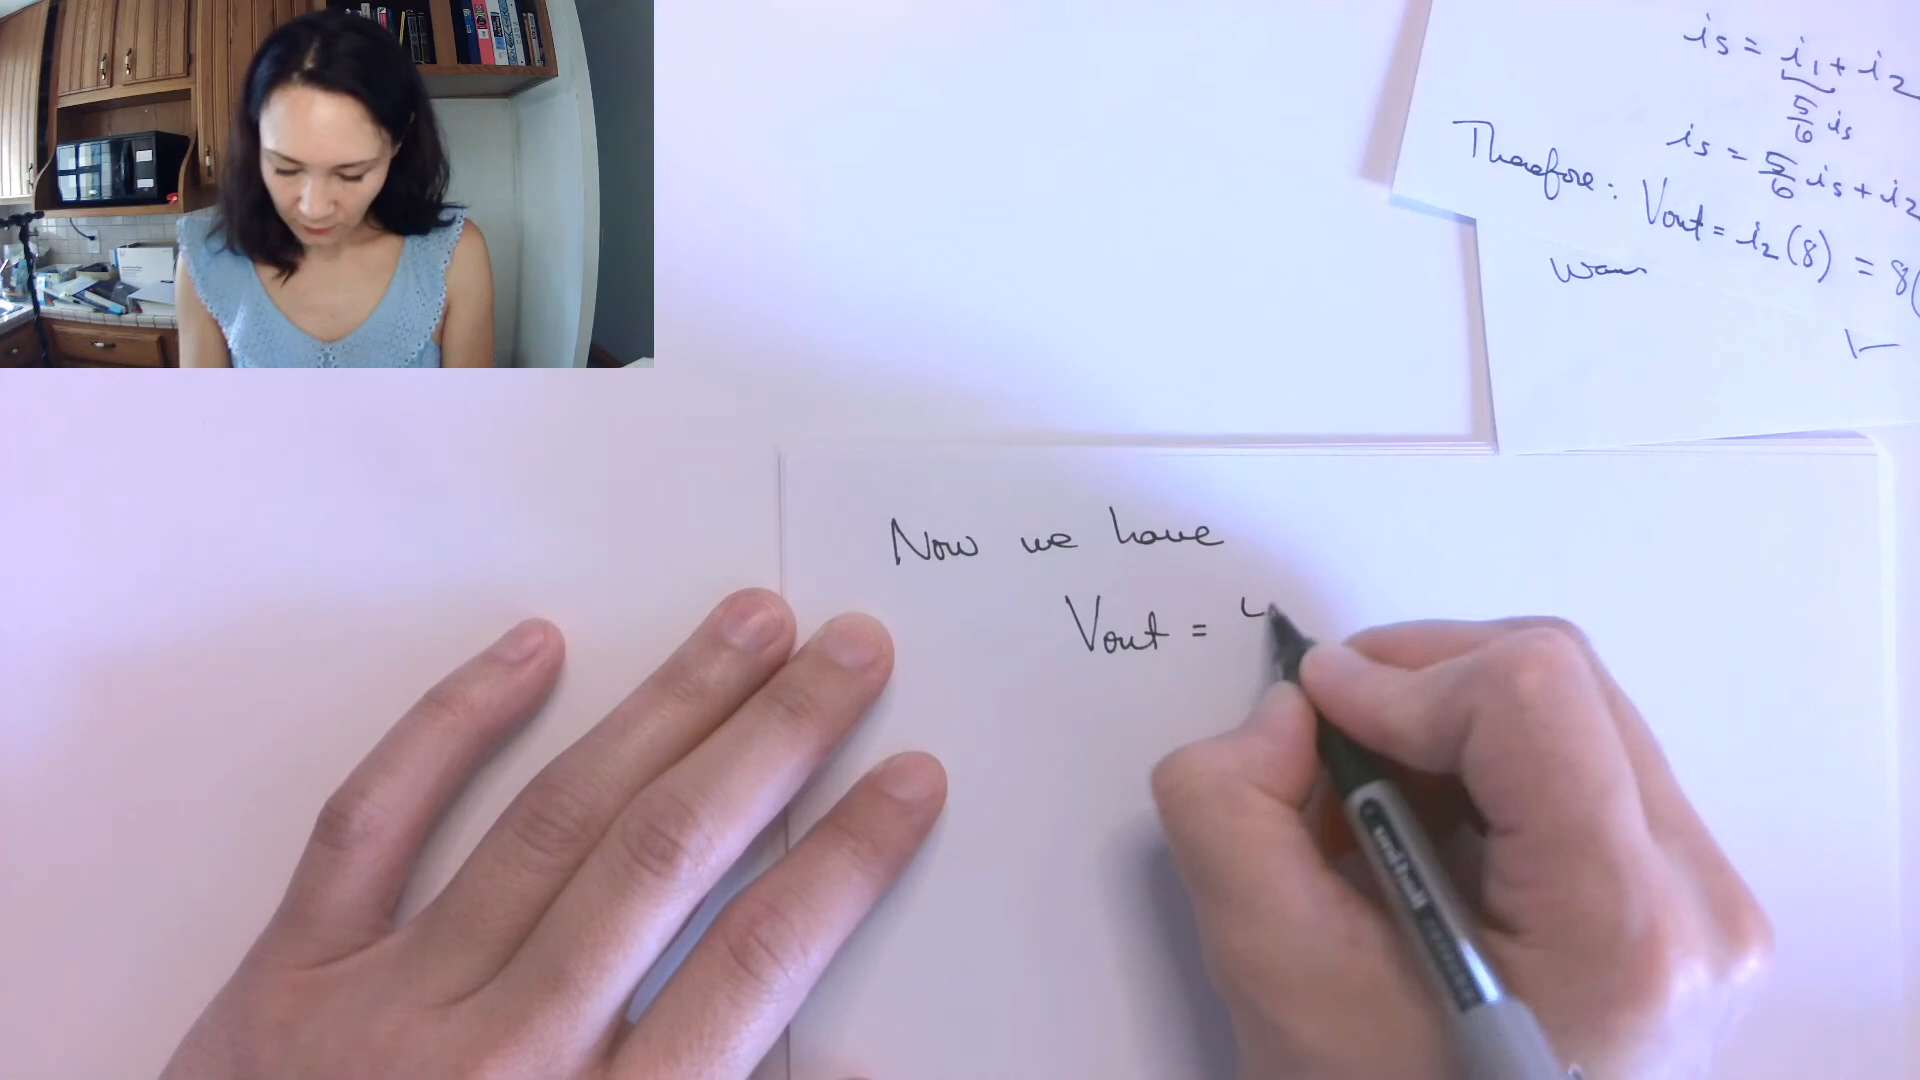 is = i1 + i2
5/6 is
is = 5/6 is + i2
Therefore: Vout = i2 (8) = 8(
Now we have
Vout = 4